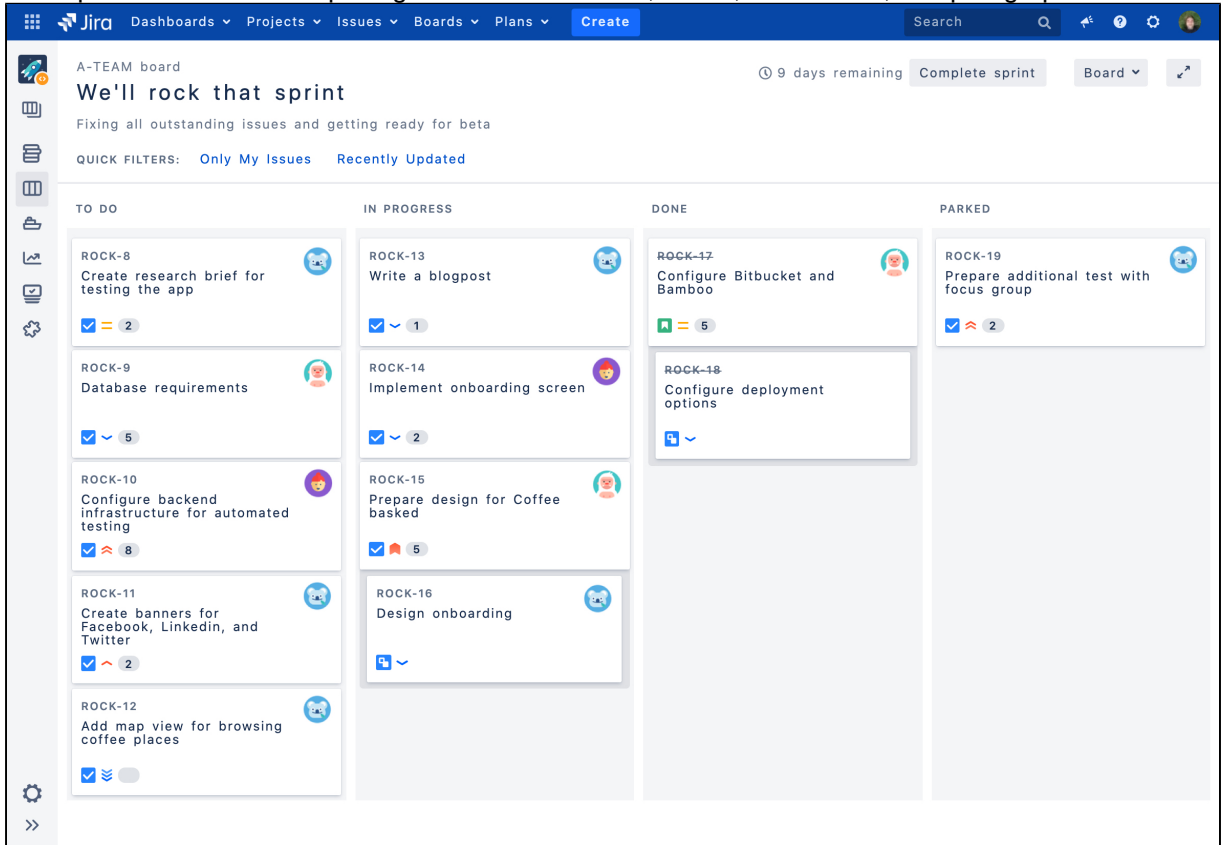 Jira Dashboards Projects Issues Boards Plans Create Search
A-TEAM board
9 days remaining Complete sprint Board
We'll rock that sprint
Fixing all outstanding issues and getting ready for beta
QUICK FILTERS: Only My Issues Recently Updated
TO DO
ROCK-8
Create research brief for
testing the app
2
ROCK-9
Database requirements
5
ROCK-10
Configure backend
infrastructure for automated
testing
8
ROCK-11
Create banners for
Facebook, Linkedin, and
Twitter
2
ROCK-12
Add map view for browsing
coffee places
IN PROGRESS
ROCK-13
Write a blogpost
1
ROCK-14
Implement onboarding screen
2
ROCK-15
Prepare design for Coffee
basked
5
ROCK-16
Design onboarding
DONE
ROCK-17
Configure Bitbucket and
Bamboo
5
ROCK-18
Configure deployment
options
PARKED
ROCK-19
Prepare additional test with
focus group
2